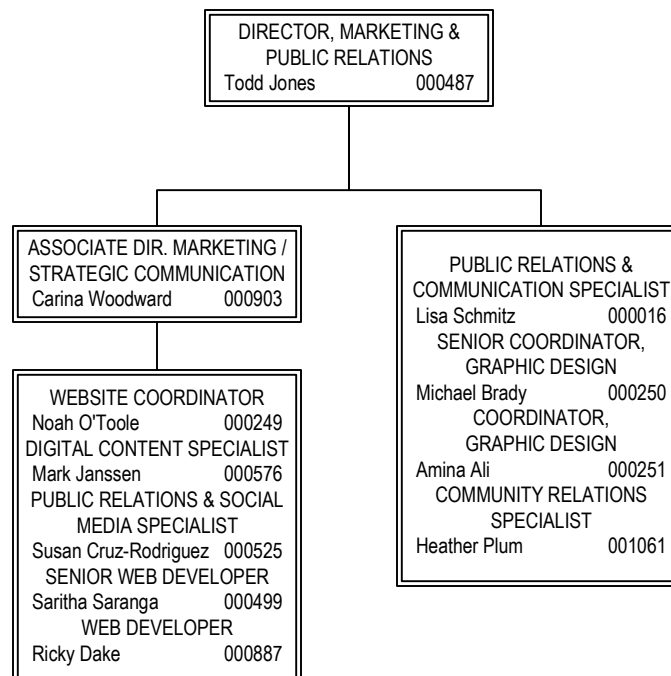 DIRECTOR, MARKETING &
PUBLIC RELATIONS
Todd Jones 000487
ASSOCIATE DIR. MARKETING /
STRATEGIC COMMUNICATION
Carina Woodward 000903
WEBSITE COORDINATOR
Noah O'Toole 000249
DIGITAL CONTENT SPECIALIST
Mark Janssen 000576
PUBLIC RELATIONS & SOCIAL
MEDIA SPECIALIST
Susan Cruz-Rodriguez 000525
SENIOR WEB DEVELOPER
Saritha Saranga 000499
WEB DEVELOPER
Ricky Dake 000887
PUBLIC RELATIONS &
COMMUNICATION SPECIALIST
Lisa Schmitz 000016
SENIOR COORDINATOR,
GRAPHIC DESIGN
Michael Brady 000250
COORDINATOR,
GRAPHIC DESIGN
Amina Ali 000251
COMMUNITY RELATIONS
SPECIALIST
Heather Plum 001061